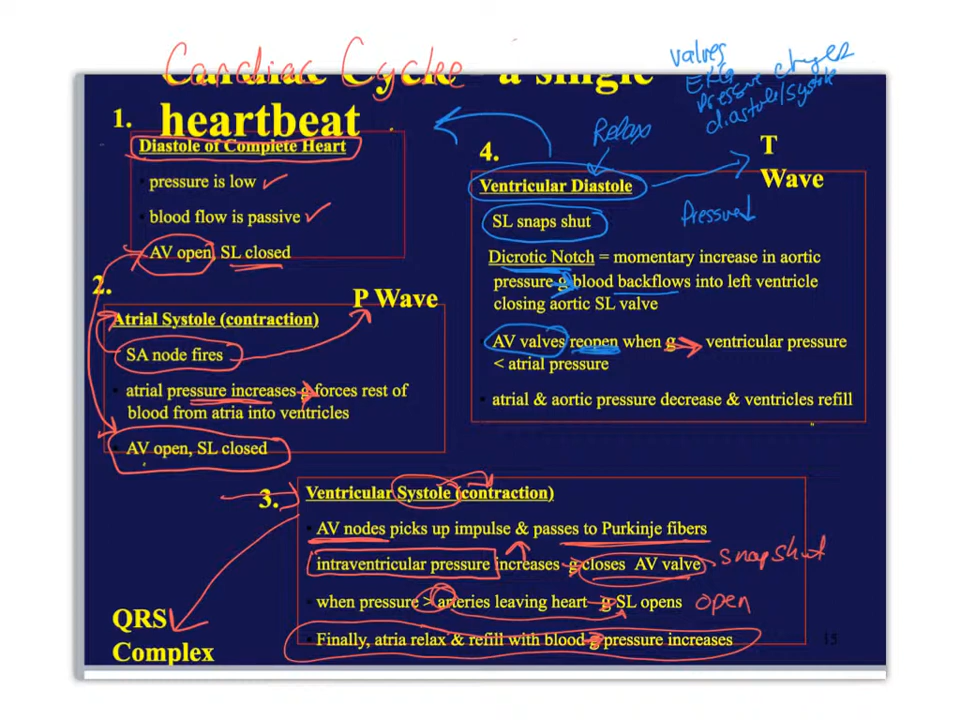 Cardiac Cycle
Cardiac Cycle - a single
heartbeat
valves
EKG changes
pressure
diastole/systole
1.
Diastole of Complete Heart
pressure is low
blood flow is passive
AV open, SL closed
2.
P Wave
Atrial Systole (contraction)
SA node fires
• atrial pressure increases g forces rest of
blood from atria into ventricles
AV open, SL closed
Relax
4.
T
Wave
Ventricular Diastole
Pressure↓
SL snaps shut
Dicrotic Notch = momentary increase in aortic
pressure g blood backflows into left ventricle
closing aortic SL valve
AV valves reopen when g ventricular pressure
< atrial pressure
• atrial & aortic pressure decrease & ventricles refill
3.
Ventricular Systole (contraction)
• AV nodes picks up impulse & passes to Purkinje fibers
intraventricular pressure increases g closes AV valve snap shut
• when pressure > arteries leaving heart g SL opens open
• Finally, atria relax & refill with blood g pressure increases
QRS
Complex
15